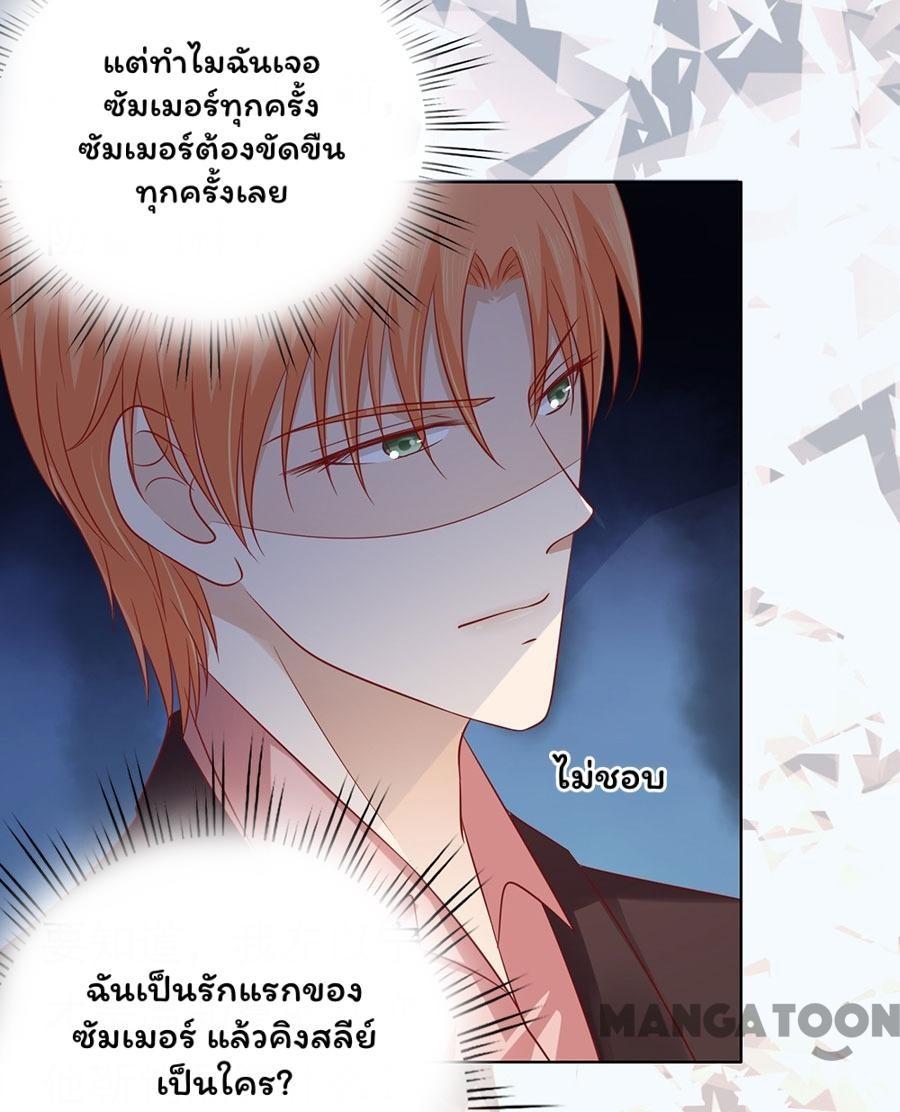 แต่ทำไมฉันเจอ
ซัมเมอร์ทุกครั้ง
ซัมเมอร์ต้องขัดขืน
ทุกครั้งเลย
ไม่ชอบ
ฉันเป็นรักแรกของ
ซัมเมอร์ แล้วคิงสลีย์
เป็นใคร?
MANGATOON